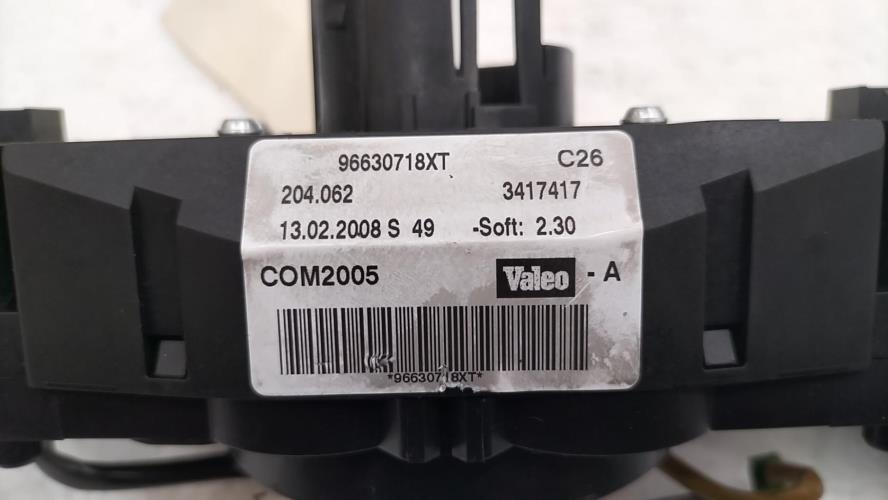 96630718XT C26
204.062 3417417
13.02.2008 S 49 -Soft: 2.30
COM2005 Valeo - A
*96630718XT*